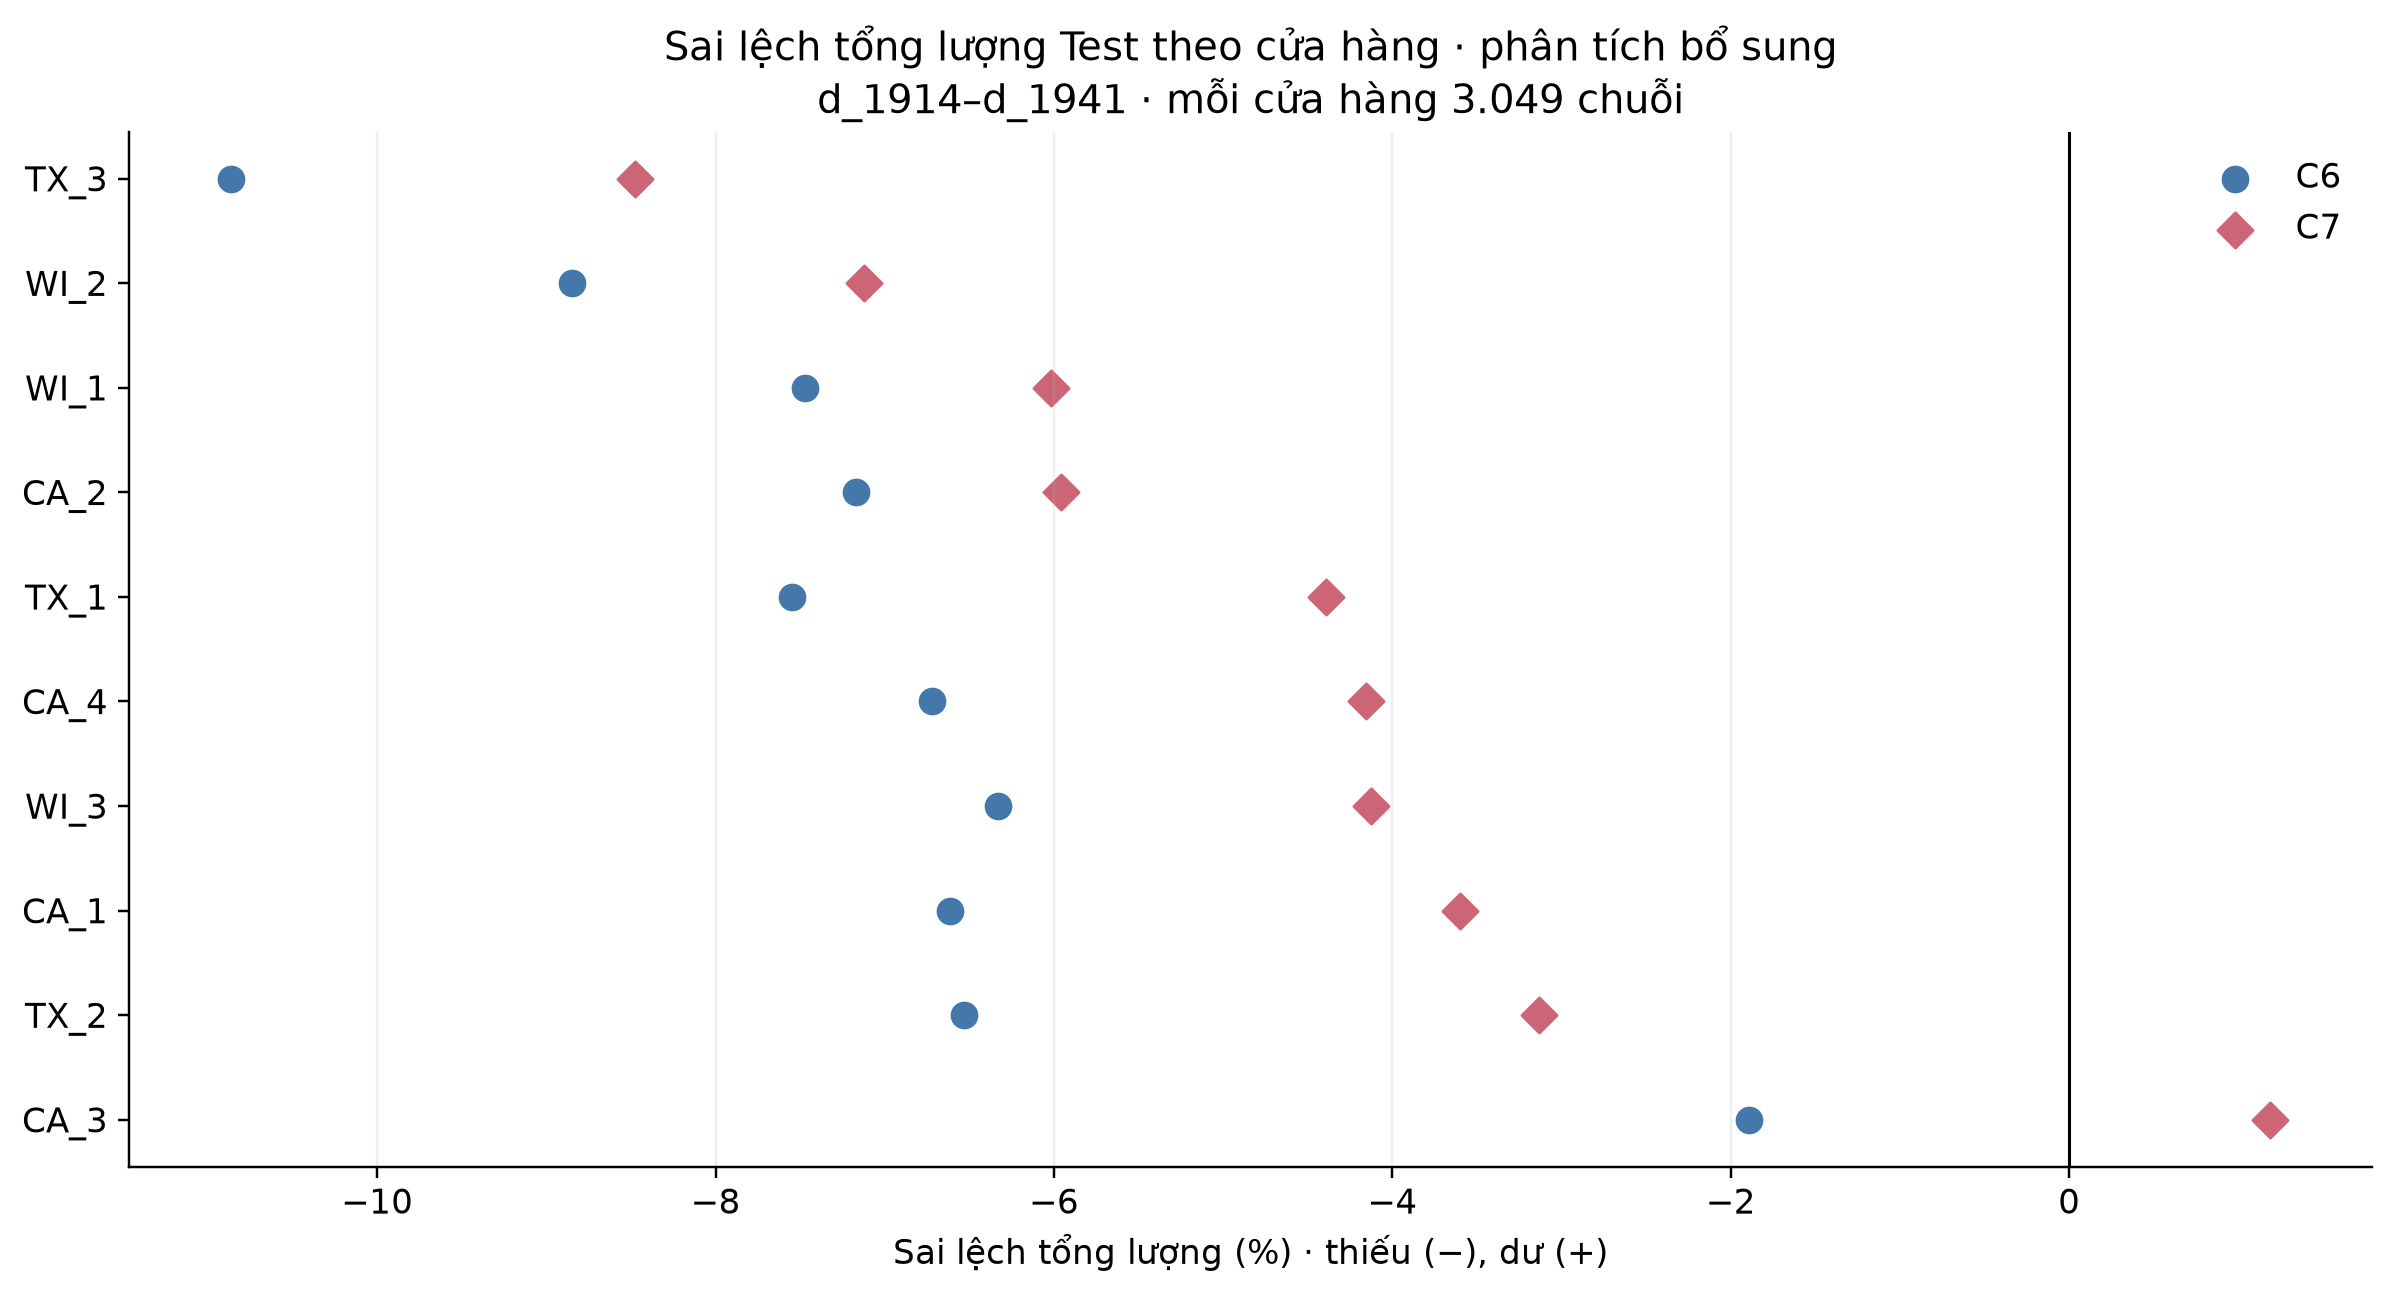 Sai lệch tổng lượng Test theo cửa hàng · phân tích bổ sung
d_1914–d_1941 · mỗi cửa hàng 3.049 chuỗi
C6
C7
TX_3
WI_2
WI_1
CA_2
TX_1
CA_4
WI_3
CA_1
TX_2
CA_3
−10
−8
−6
−4
−2
0
Sai lệch tổng lượng (%) · thiếu (−), dư (+)